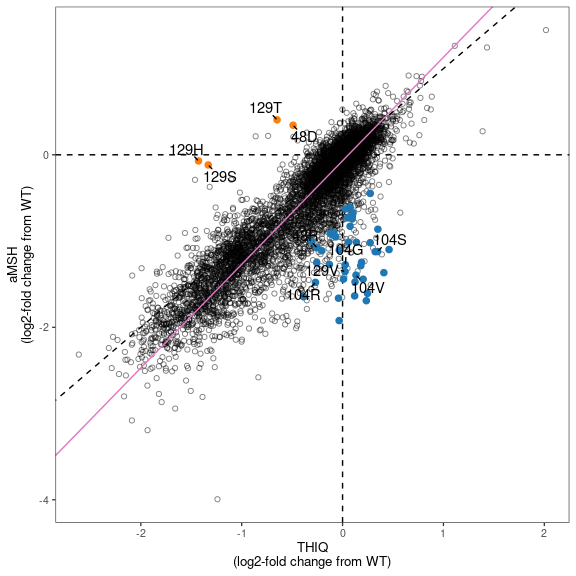 129T
48D
129H
129S
0
104S
104G
129V
104V
104R
-2
-4
-2
-1
0
1
2
THIQ
(log2-fold change from WT)
aMSH
(log2-fold change from WT)